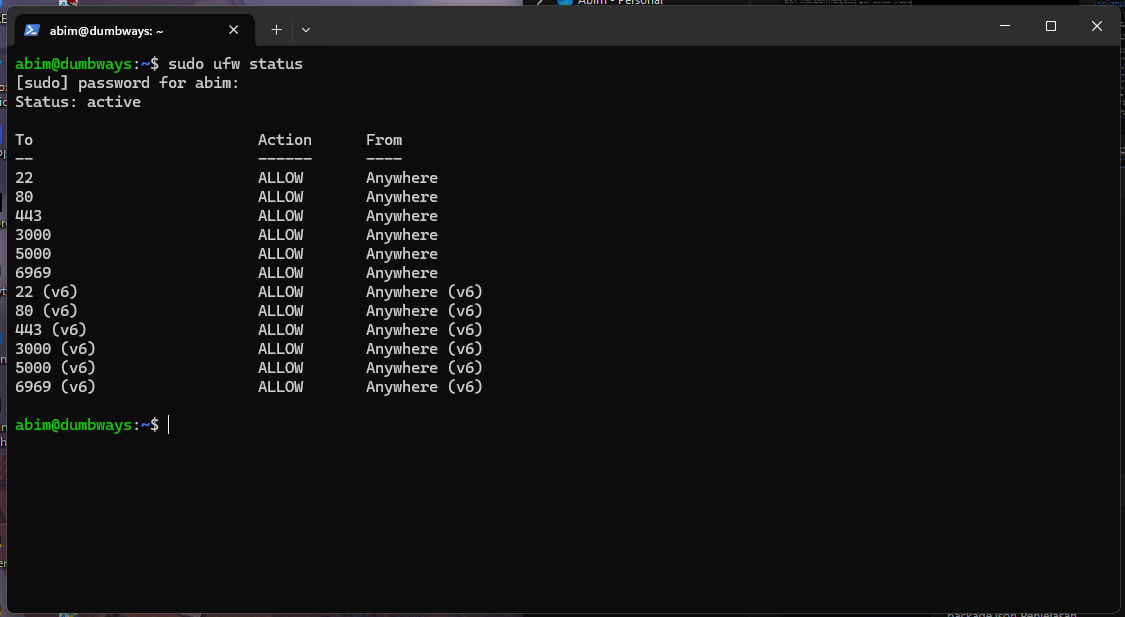 Abim - Personal
abim@dumbways: ~
abim@dumbways:~$ sudo ufw status
[sudo] password for abim:
Status: active
To Action From
-- ------ ----
22 ALLOW Anywhere
80 ALLOW Anywhere
443 ALLOW Anywhere
3000 ALLOW Anywhere
5000 ALLOW Anywhere
6969 ALLOW Anywhere
22 (v6) ALLOW Anywhere (v6)
80 (v6) ALLOW Anywhere (v6)
443 (v6) ALLOW Anywhere (v6)
3000 (v6) ALLOW Anywhere (v6)
5000 (v6) ALLOW Anywhere (v6)
6969 (v6) ALLOW Anywhere (v6)
abim@dumbways:~$